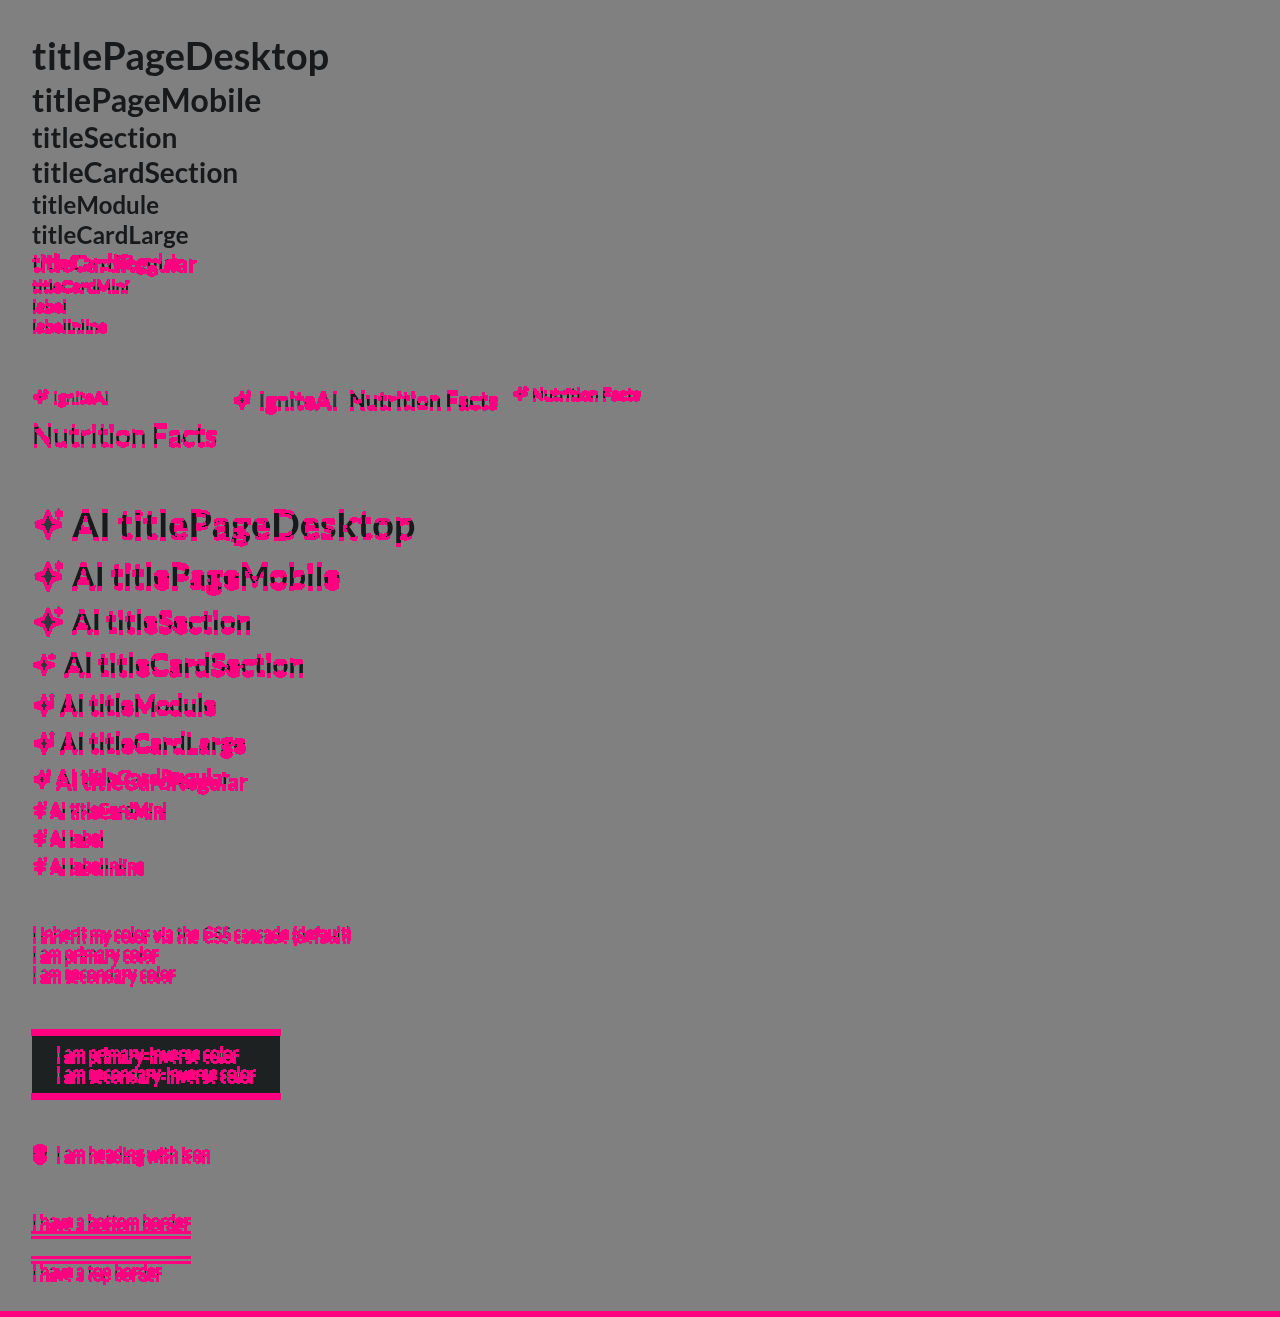 titlePageDesktop
titlePageMobile
titleSection
titleCardSection
titleModule
titleCardLarge
titleCardRegular
titleCardMini
label
labelInline
IgniteAI
IgniteAI Nutrition Facts
Nutrition Facts
Nutrition Facts
AI titlePageDesktop
AI titlePageMobile
AI titleSection
AI titleCardSection
AI titleModule
AI titleCardLarge
AI titleCardRegular
AI titleCardMini
AI label
AI labelInline
I inherit my color via the CSS cascade (default)
I am primary color
I am secondary color
I am primary-inverse color
I am secondary-inverse color
I am heading with icon
I have a bottom border
I have a top border